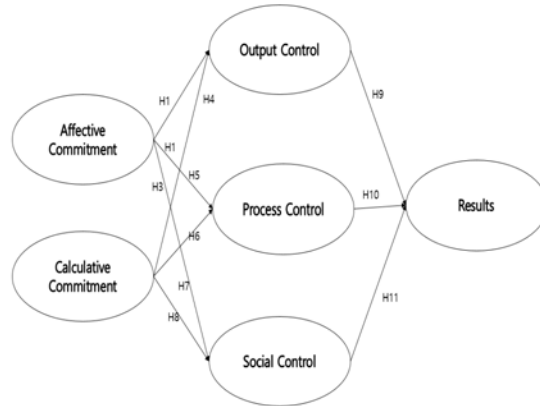 Output Control
H1
H4
H9
Affective
Commitment
H1
H5
H3
Process Control
H10
Results
H6
Calculative
Commitment
H7
H8
H11
Social Control